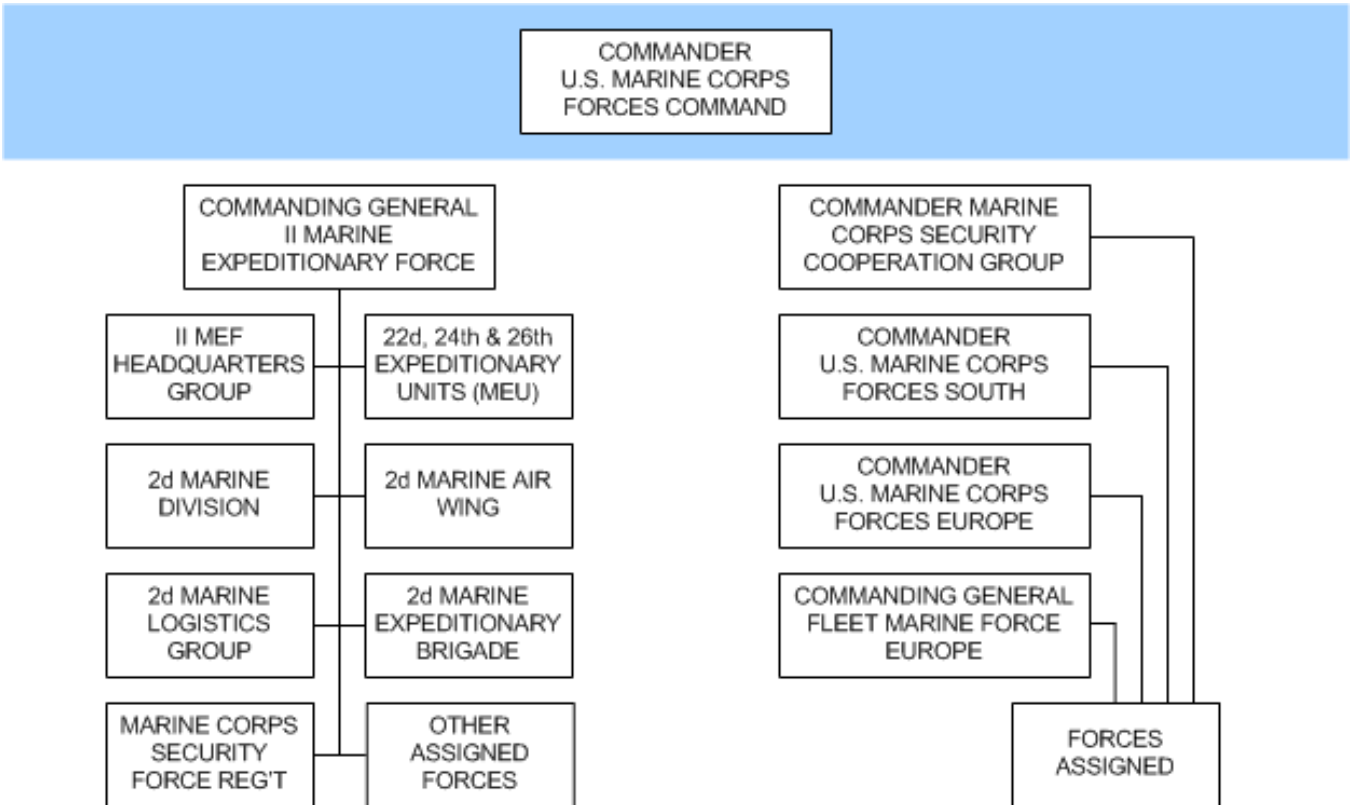 COMMANDER
U.S. MARINE CORPS
FORCES COMMAND
COMMANDING GENERAL
II MARINE
EXPEDITIONARY FORCE
II MEF
HEADQUARTERS
GROUP
22d, 24th & 26th
EXPEDITIONARY
UNITS (MEU)
2d MARINE
DIVISION
2d MARINE AIR
WING
2d MARINE
LOGISTICS
GROUP
2d MARINE
EXPEDITIONARY
BRIGADE
MARINE CORPS
SECURITY
FORCE REG'T
OTHER
ASSIGNED
FORCES
COMMANDER MARINE
CORPS SECURITY
COOPERATION GROUP
COMMANDER
U.S. MARINE CORPS
FORCES SOUTH
COMMANDER
U.S. MARINE CORPS
FORCES EUROPE
COMMANDING GENERAL
FLEET MARINE FORCE
EUROPE
FORCES
ASSIGNED